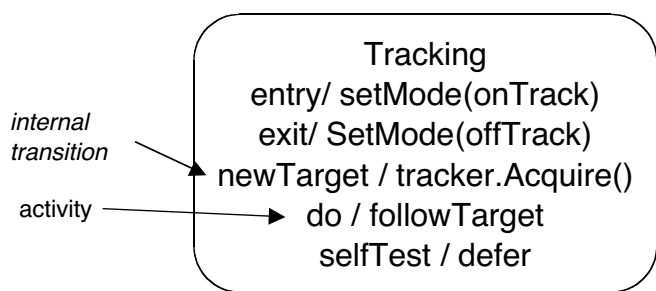 Tracking
entry/ setMode(onTrack)
exit/ SetMode(offTrack)
internal
transition
newTarget / tracker.Acquire()
activity
do / followTarget
selfTest / defer